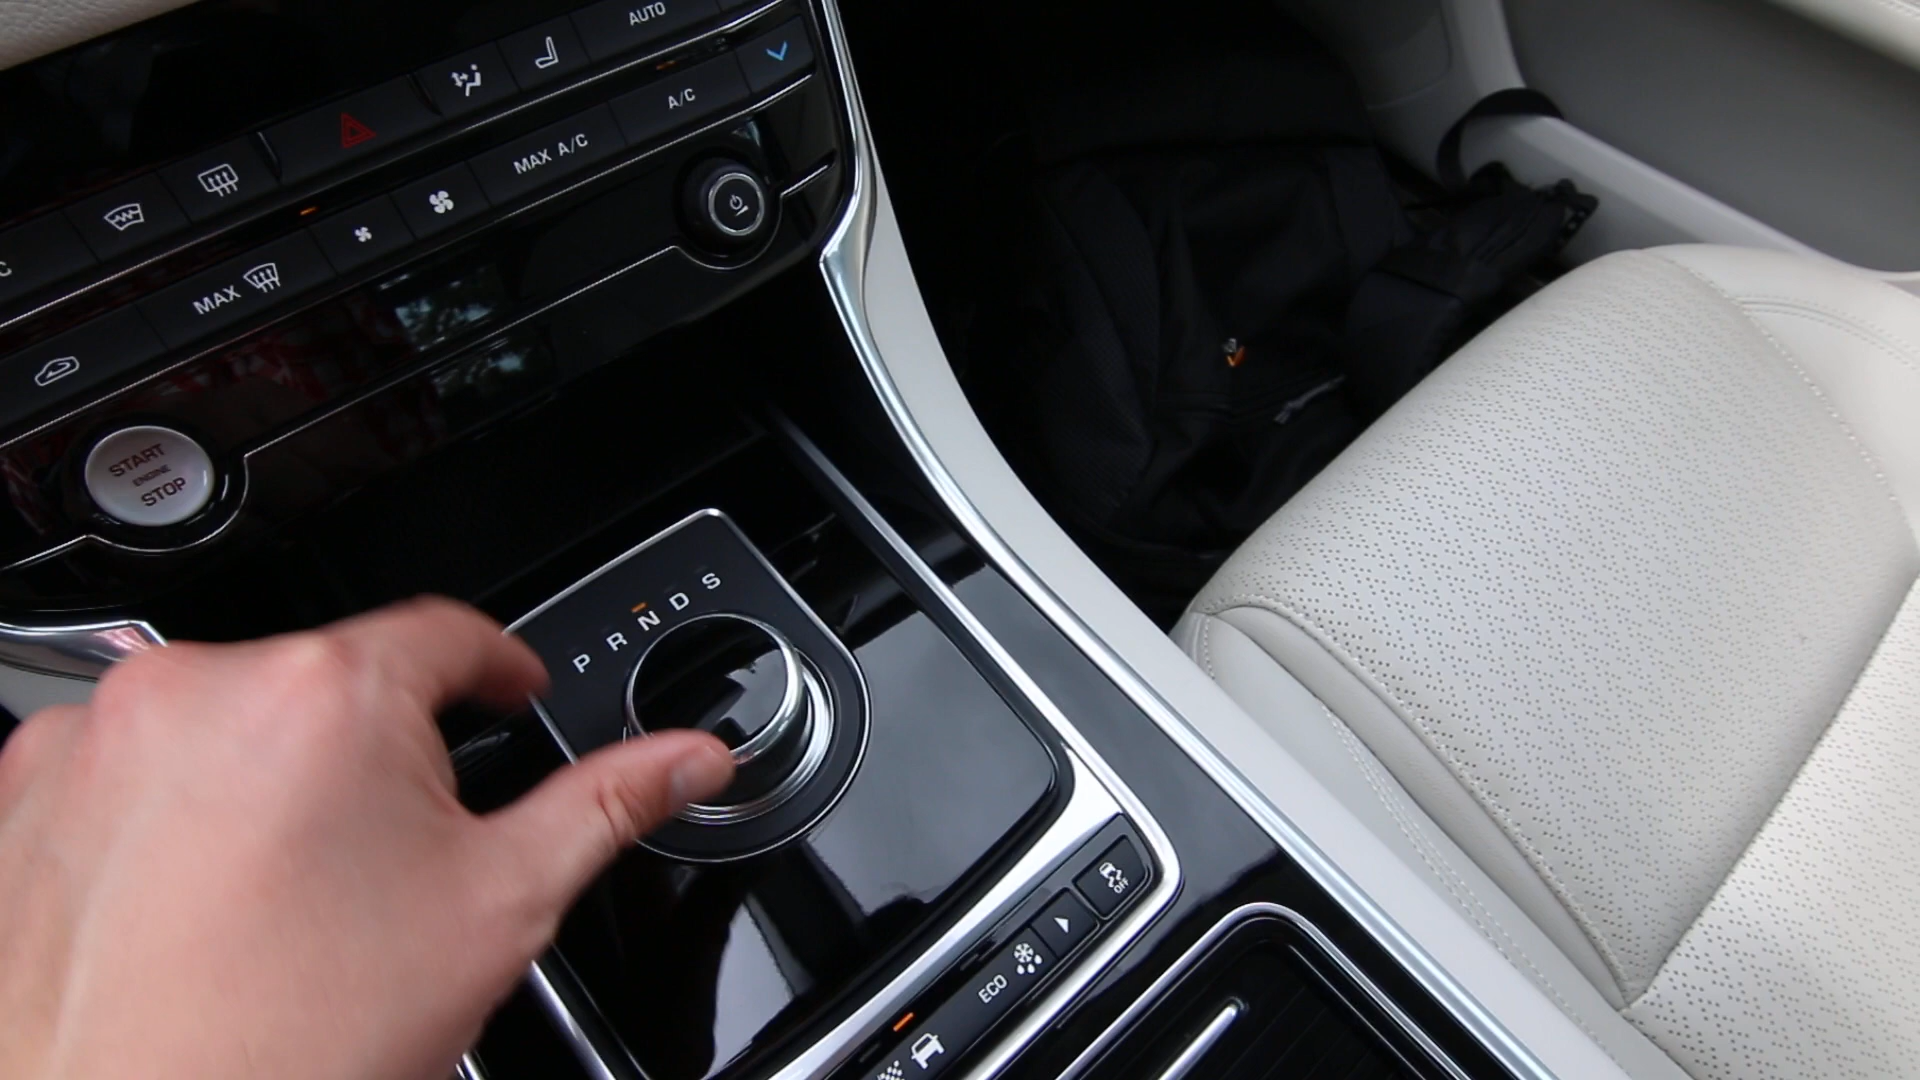 AUTO
A/C
MAX A/C
MAX
START
ENGINE
STOP
P R N D S
OFF
ECO